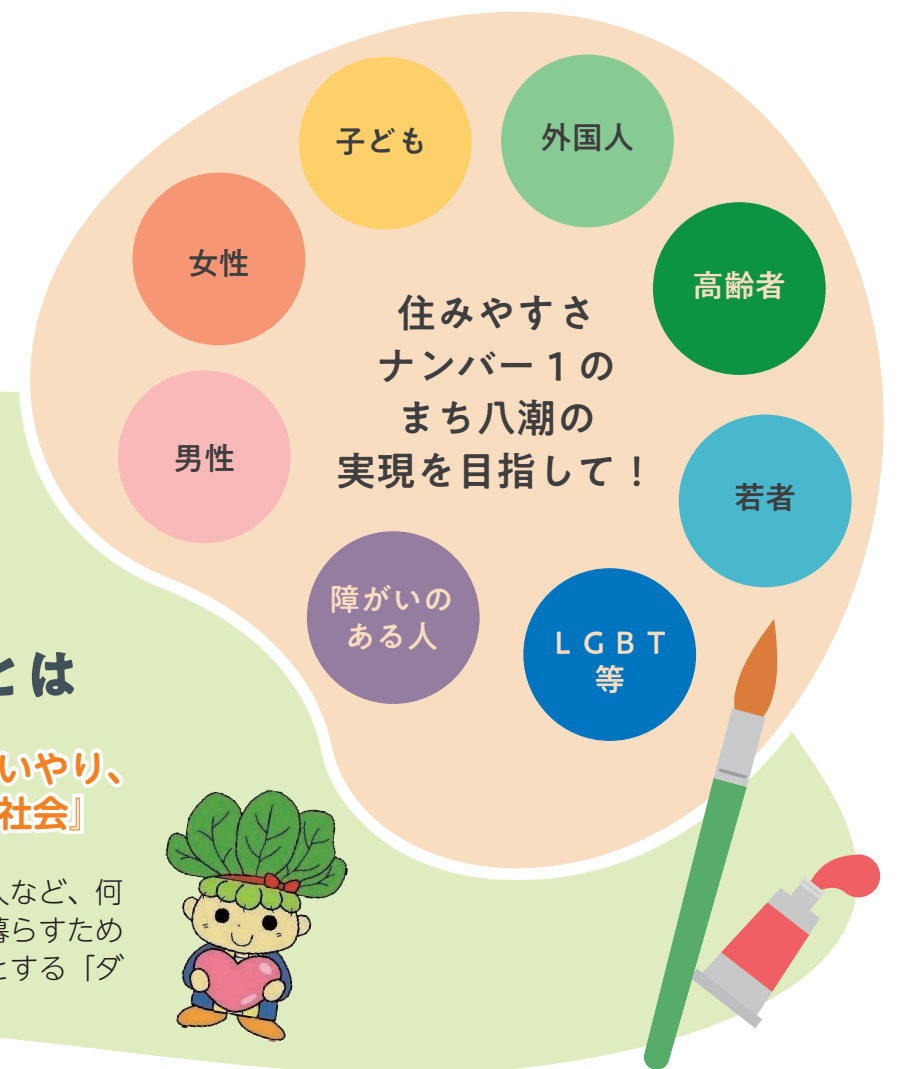 子ども
外国人
女性
高齢者
住みやすさ
ナンバー１の
まち八潮の
実現を目指して！
男性
若者
障がいの
ある人
ＬＧＢＴ
等
とは
いやり、
社会』
人など、何
暮らすため
とする「ダ